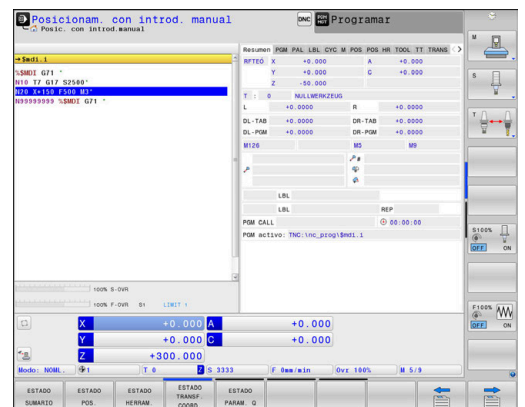 Posicionam. con introd. manual
Posic. con introd.manual
DNC
Programar
Resumen PGM PAL LBL CYC M POS POS HR TOOL TT TRANS
→$mdi.i
%$MDI G71 *
N10 T7 G17 S2500*
N20 X+150 F500 M3*
N99999999 %$MDI G71 *
RFTEÓ X +0.000 A +0.000
Y +0.000 C +0.000
Z -50.000
T : 0 NULLWERKZEUG
L +0.0000 R +0.0000
DL-TAB +0.0000 DR-TAB +0.0000
DL-PGM +0.0000 DR-PGM +0.0000
M126 M5 M9
LBL
LBL REP
PGM CALL 00:00:00
PGM activo: TNC:\nc_prog\$mdi.i
100% S-OVR
100% F-OVR S1 LIMIT 1
X +0.000 A +0.000
Y +0.000 C +0.000
Z +300.000
Modo: NOML. 1 T 0 Z S 3333 F 0mm/min Ovr 100% M 5/9
ESTADO SUMARIO
ESTADO POS.
ESTADO HERRAM.
ESTADO TRANSF. COORD.
ESTADO PARAM. Q
M
S
T
S100%
OFF ON
F100%
OFF ON